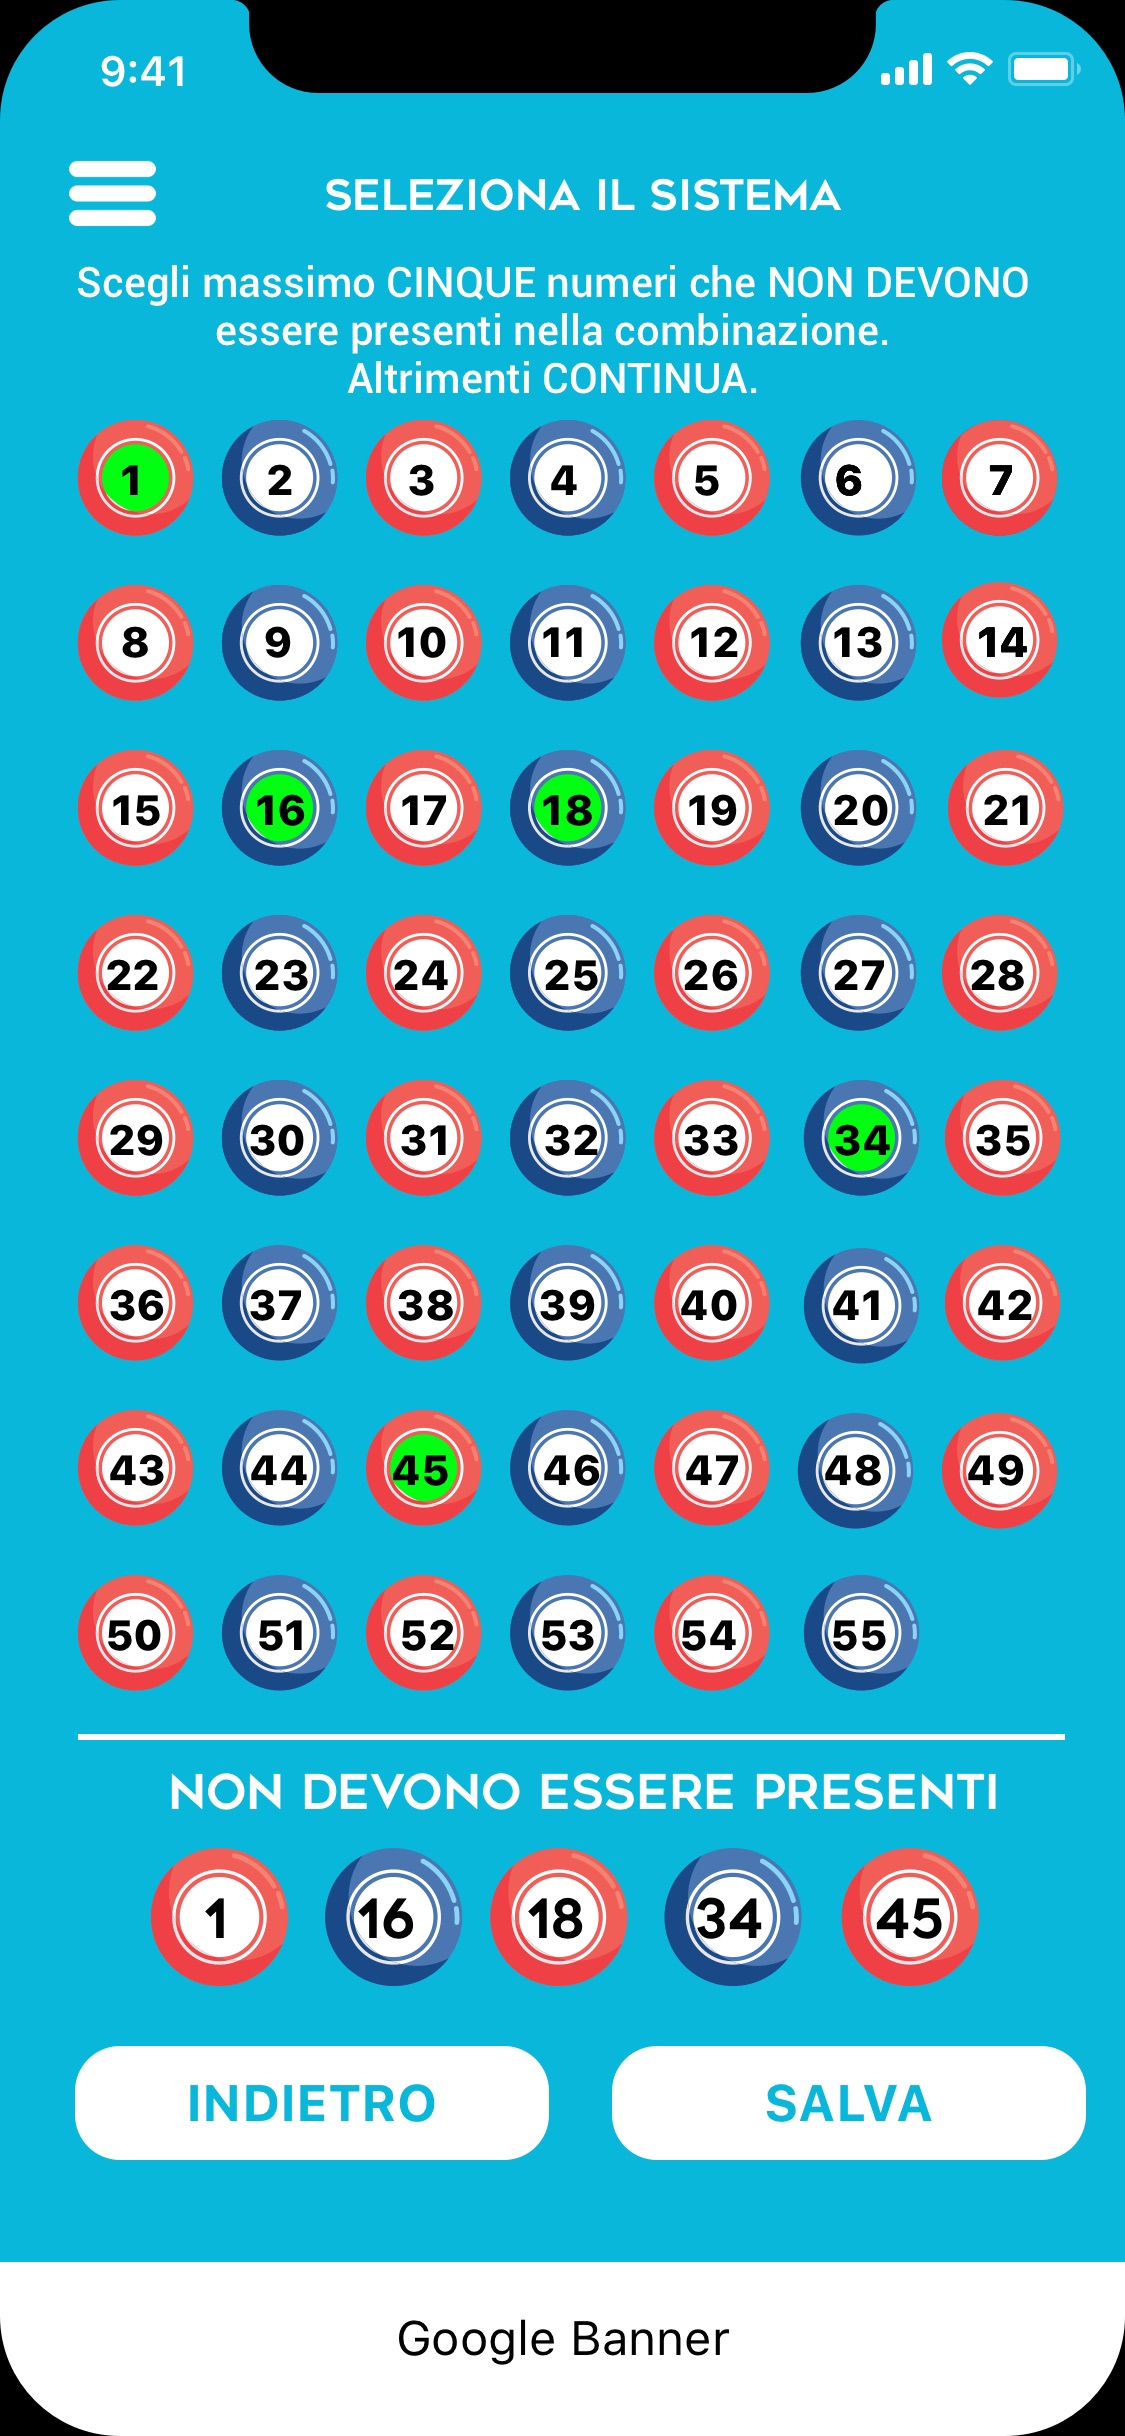 9:41
SELEZIONA IL SISTEMA
Scegli massimo CINQUE numeri che NON DEVONO
essere presenti nella combinazione.
Altrimenti CONTINUA.
1 2 3 4 5 6 7
8 9 10 11 12 13 14
15 16 17 18 19 20 21
22 23 24 25 26 27 28
29 30 31 32 33 34 35
36 37 38 39 40 41 42
43 44 45 46 47 48 49
50 51 52 53 54 55
NON DEVONO ESSERE PRESENTI
1 16 18 34 45
INDIETRO SALVA
Google Banner